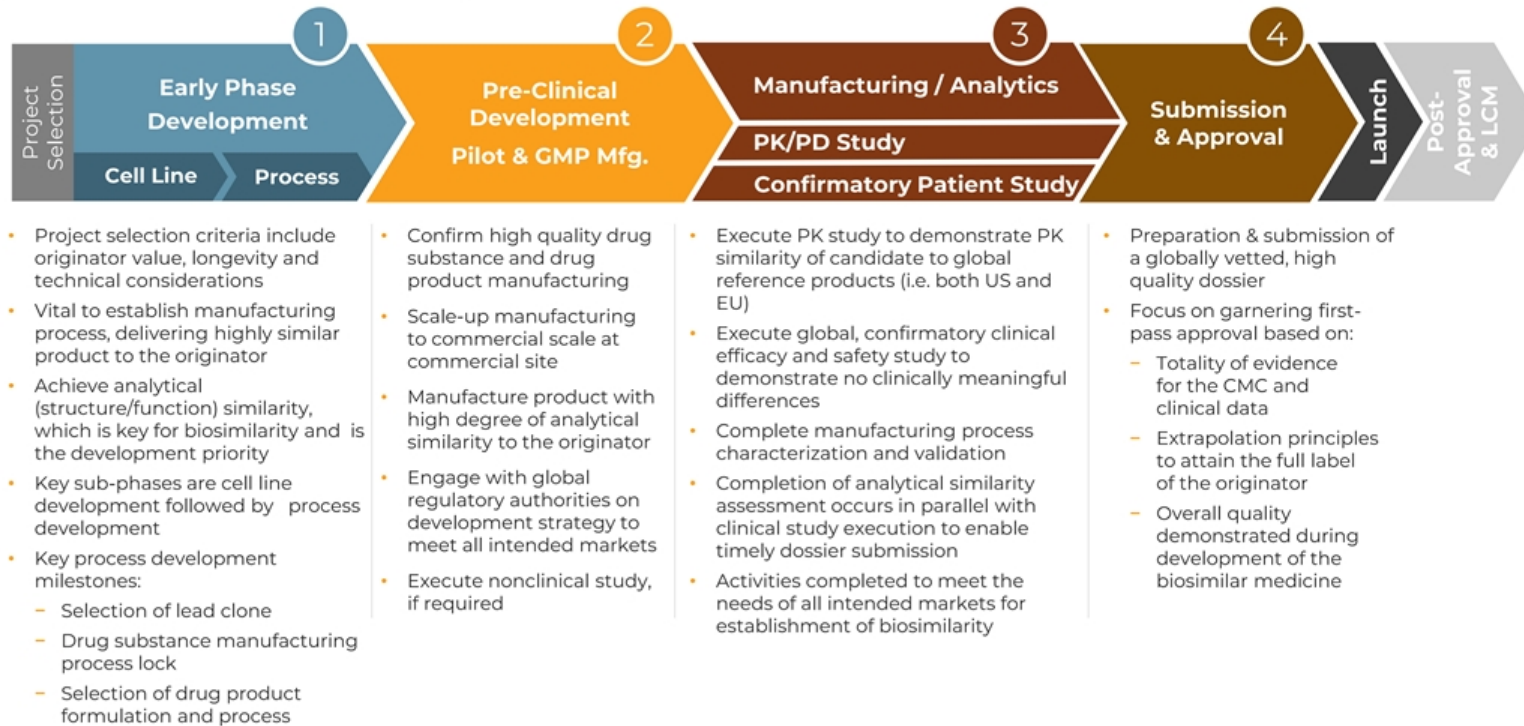 1
2
3
4
Project
Selection
Early Phase
Development
Cell Line
Process
Pre-Clinical
Development
Pilot & GMP Mfg.
Manufacturing / Analytics
PK/PD Study
Confirmatory Patient Study
Submission
& Approval
Launch
Post-
Approval
& LCM
• Project selection criteria include
originator value, longevity and
technical considerations
• Vital to establish manufacturing
process, delivering highly similar
product to the originator
• Achieve analytical
(structure/function) similarity,
which is key for biosimilarity and is
the development priority
• Key sub-phases are cell line
development followed by process
development
• Key process development
milestones:
– Selection of lead clone
– Drug substance manufacturing
process lock
– Selection of drug product
formulation and process
• Confirm high quality drug
substance and drug
product manufacturing
• Scale-up manufacturing
to commercial scale at
commercial site
• Manufacture product with
high degree of analytical
similarity to the originator
• Engage with global
regulatory authorities on
development strategy to
meet all intended markets
• Execute nonclinical study,
if required
• Execute PK study to demonstrate PK
similarity of candidate to global
reference products (i.e. both US and
EU)
• Execute global, confirmatory clinical
efficacy and safety study to
demonstrate no clinically meaningful
differences
• Complete manufacturing process
characterization and validation
• Completion of analytical similarity
assessment occurs in parallel with
clinical study execution to enable
timely dossier submission
• Activities completed to meet the
needs of all intended markets for
establishment of biosimilarity
• Preparation & submission of
a globally vetted, high
quality dossier
• Focus on garnering first-
pass approval based on:
– Totality of evidence
for the CMC and
clinical data
– Extrapolation principles
to attain the full label
of the originator
– Overall quality
demonstrated during
development of the
biosimilar medicine